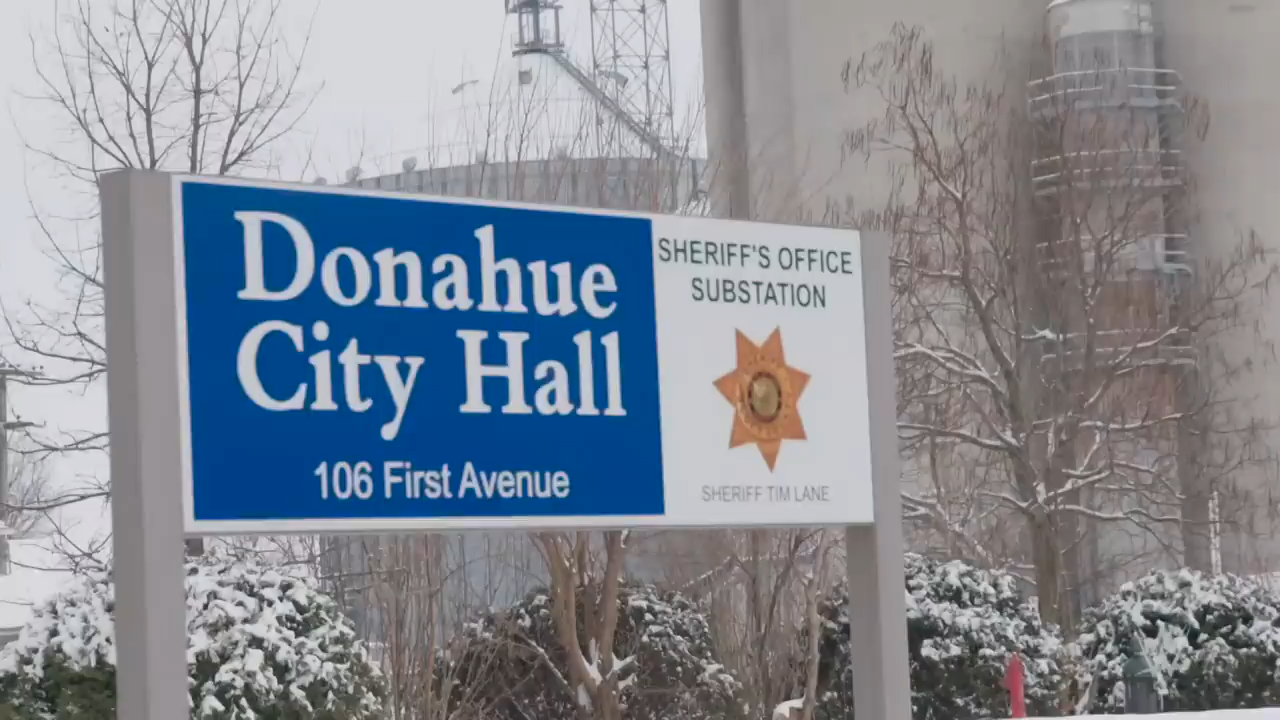 Donahue
City Hall
106 First Avenue
SHERIFF'S OFFICE
SUBSTATION
SHERIFF TIM LANE